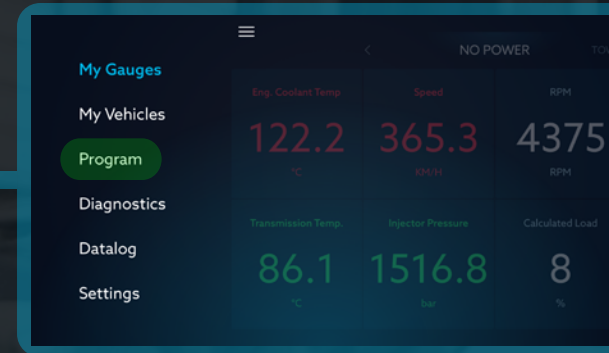 NO POWER
My Gauges
Eng. Coolant Temp
Speed
RPM
My Vehicles
122.2
365.3
4375
Program
°C
KM/H
RPM
Diagnostics
Transmission Temp.
Injector Pressure
Calculated Load
Datalog
86.1
1516.8
8
Settings
°C
bar
%